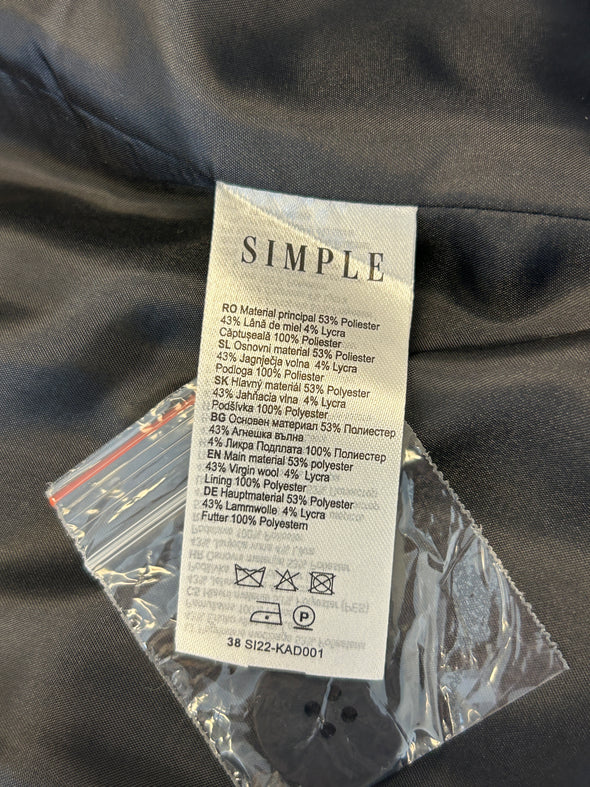 SIMPLE
RO Material principal 53% Poliester
43% Lână de miel 4% Lycra
Căptușeală 100% Poliester
SL Osnovni material 53% Poliester
43% Jagnječja volna 4% Lycra
Podloga 100% Poliester
SK Hlavný materiál 53% Polyester
43% Jahňacia vlna 4% Lycra
Podšívka 100% Polyester
BG Основен материал 53% Полиестер
43% Агнешка вълна
4% Ликра Подплата 100% Полиестер
EN Main material 53% polyester
43% Virgin wool 4% Lycra
Lining 100% Polyester
DE Hauptmaterial 53% Polyester
43% Lammwolle 4% Lycra
Futter 100% Polyestern
P
38 SI22-KAD001